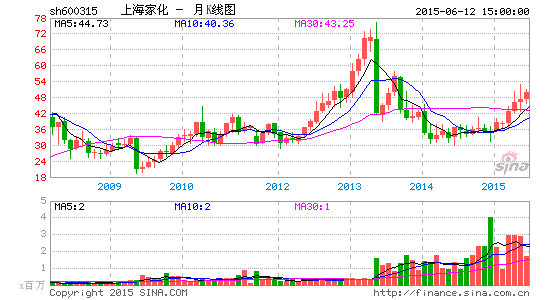 sh600315 上海家化 — 月K线图 2015-06-12 15:00:00
MA5:44.73 MA10:40.36 MA30:43.25
78
72
66
60
54
48
42
36
30
24
18
sina
2009 2010 2011 2012 2013 2014 2015
MA5:2 MA10:2 MA30:1
5
4
3
2
1
x百万
Copyright 2015 SINA.COM http://finance.sina.com.cn